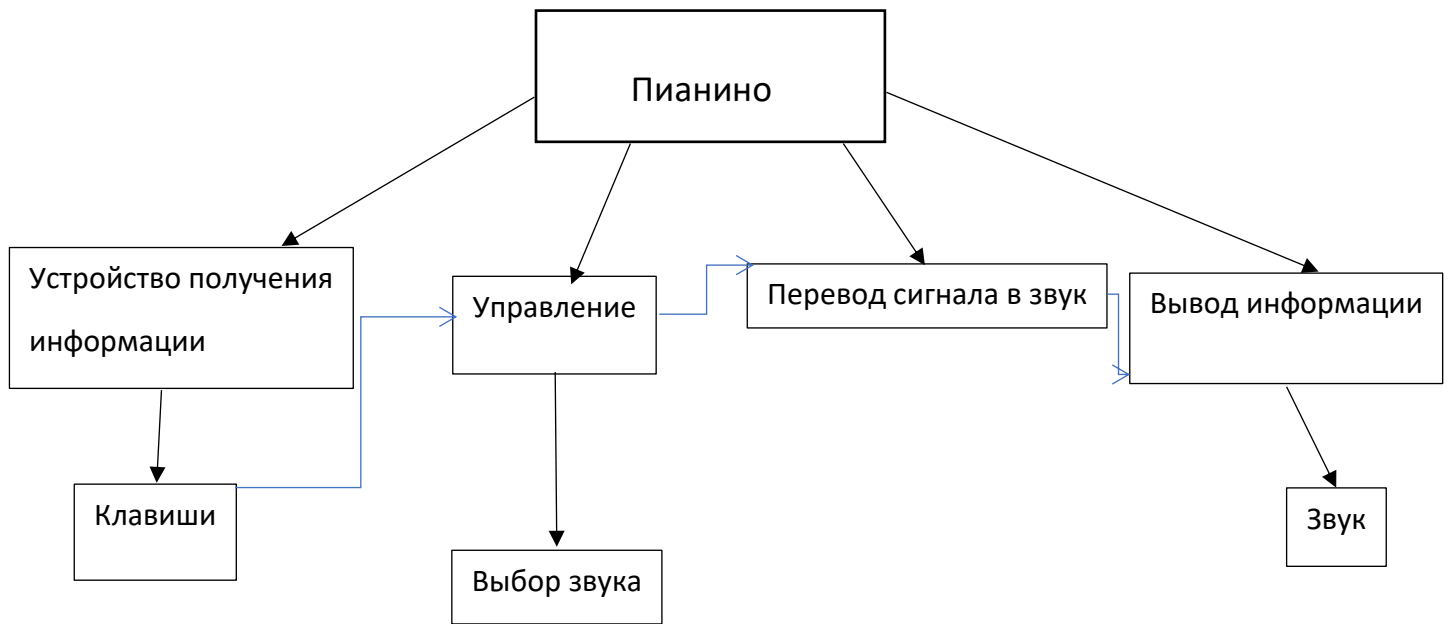 Пианино
Устройство получения
информации
Управление
Перевод сигнала в звук
Вывод информации
Клавиши
Выбор звука
Звук